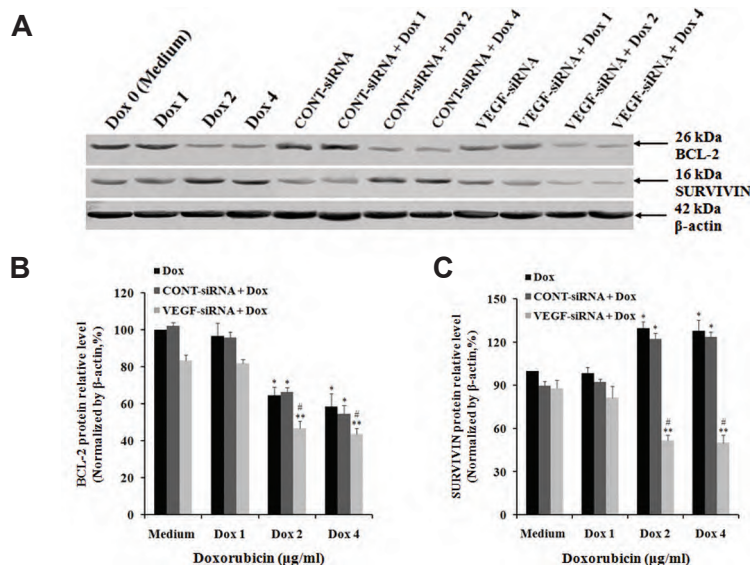 A
Dox 0 (Medium)
Dox 1
Dox 2
Dox 4
CONT-siRNA
CONT-siRNA + Dox 1
CONT-siRNA + Dox 2
CONT-siRNA + Dox 4
VEGF-siRNA
VEGF-siRNA + Dox 1
VEGF-siRNA + Dox 2
VEGF-siRNA + Dox 4
26 kDa
BCL-2
16 kDa
SURVIVIN
42 kDa
β-actin
B
Dox
CONT-siRNA + Dox
VEGF-siRNA + Dox
BCL-2 protein relative level
(Normalized by β-actin,%)
120
100
80
60
40
20
0
* * # **
* * # **
Medium Dox 1 Dox 2 Dox 4
Doxorubicin (μg/ml)
C
Dox
CONT-siRNA + Dox
VEGF-siRNA + Dox
SURVIVIN protein relative level
(Normalized by β-actin,%)
150
120
90
60
30
0
* * # **
* * # **
Medium Dox 1 Dox 2 Dox 4
Doxorubicin (μg/ml)